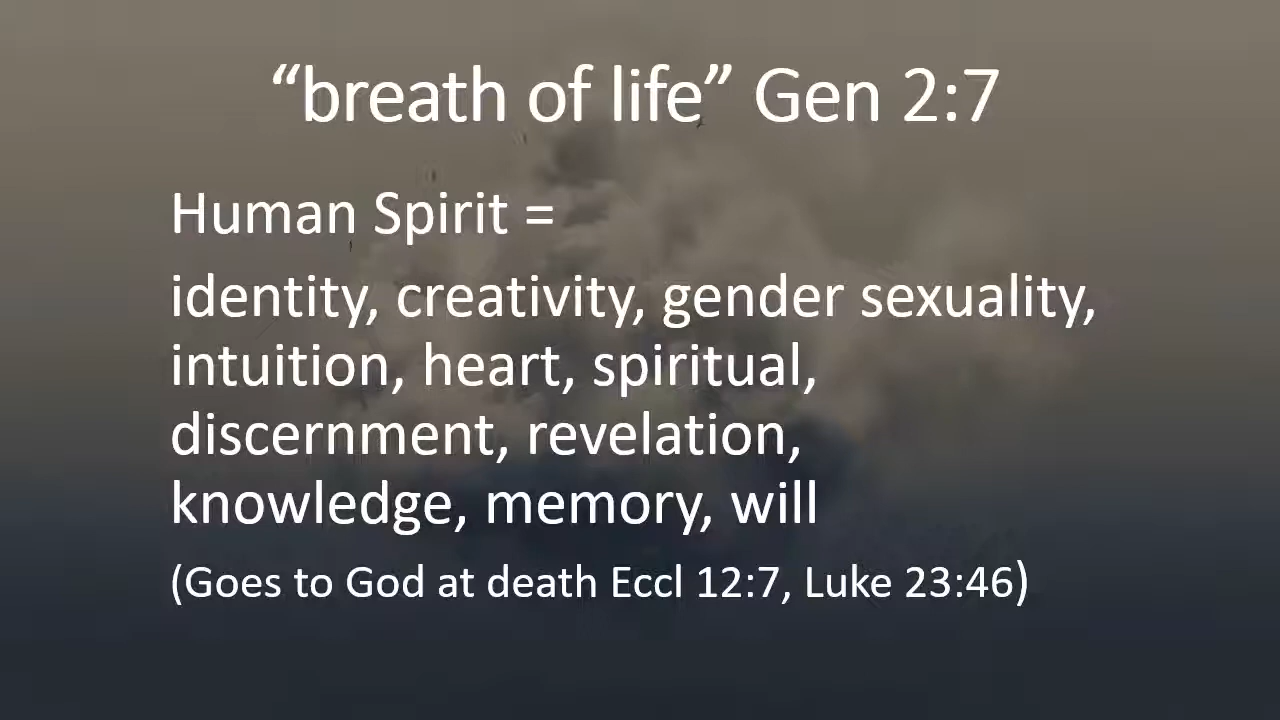 “breath of life” Gen 2:7
Human Spirit =
identity, creativity, gender sexuality,
intuition, heart, spiritual,
discernment, revelation,
knowledge, memory, will
(Goes to God at death Eccl 12:7, Luke 23:46)